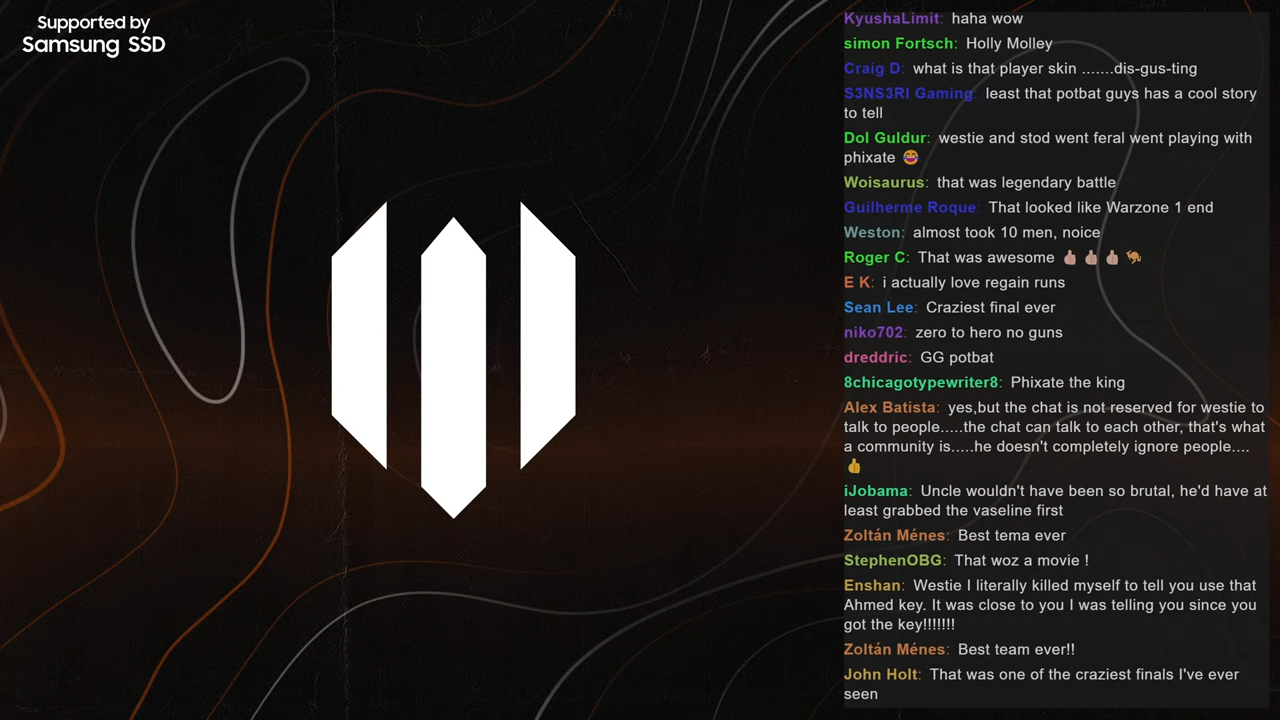 Supported by
Samsung SSD
KyushaLimit: haha wow
simon Fortsch: Holly Molley
Craig D: what is that player skin .......dis-gus-ting
S3NS3RI Gaming: least that potbat guys has a cool story
to tell
Dol Guldur: westie and stod went feral went playing with
phixate 😂
Woisaurus: that was legendary battle
Guilherme Roque: That looked like Warzone 1 end
Weston: almost took 10 men, noice
Roger C: That was awesome 👍🏼 👍🏼 👍🏼 🦘
E K: i actually love regain runs
Sean Lee: Craziest final ever
niko702: zero to hero no guns
dreddric: GG potbat
8chicagotypewriter8: Phixate the king
Alex Batista: yes,but the chat is not reserved for westie to
talk to people.....the chat can talk to each other, that's what
a community is.....he doesn't completely ignore people....
👍
iJobama: Uncle wouldn't have been so brutal, he'd have at
least grabbed the vaseline first
Zoltán Ménes: Best tema ever
StephenOBG: That woz a movie !
Enshan: Westie I literally killed myself to tell you use that
Ahmed key. It was close to you I was telling you since you
got the key!!!!!!!
Zoltán Ménes: Best team ever!!
John Holt: That was one of the craziest finals I've ever
seen